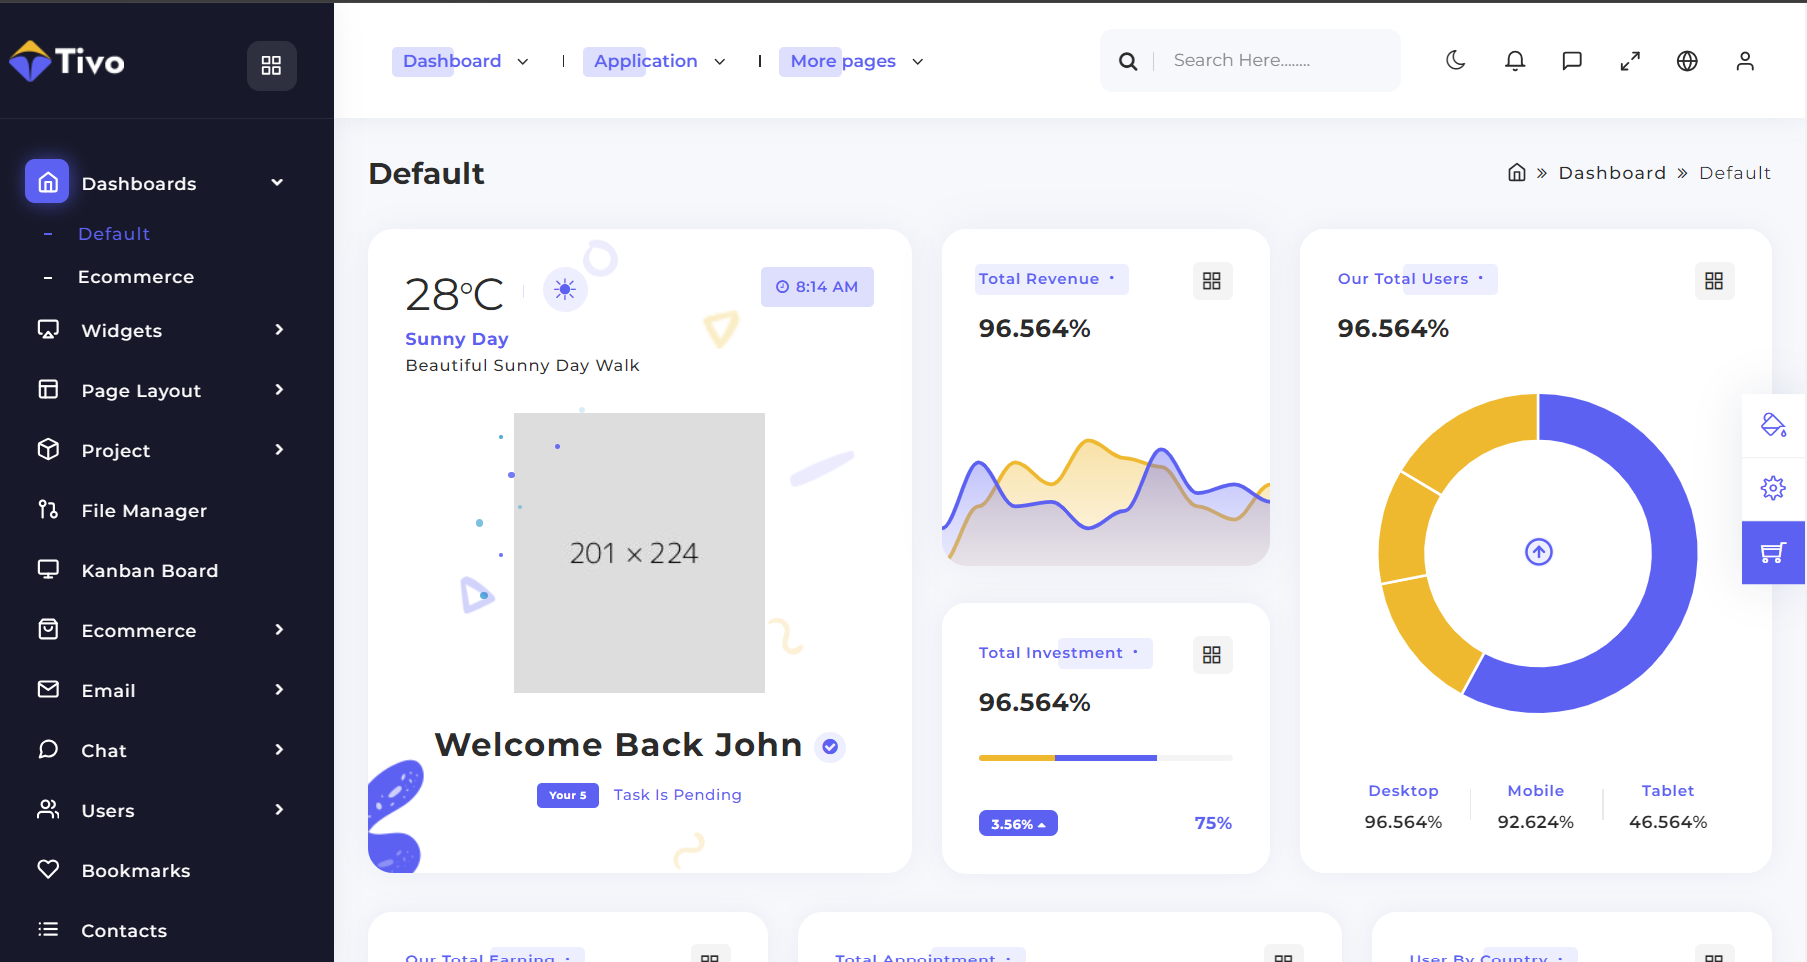 Tivo
Dashboard
Application
More pages
Search Here........
Dashboards
Default
Ecommerce
Widgets
Page Layout
Project
File Manager
Kanban Board
Ecommerce
Email
Chat
Users
Bookmarks
Contacts
Default
» Dashboard » Default
28°C
8:14 AM
Sunny Day
Beautiful Sunny Day Walk
201 × 224
Welcome Back John
Your 5 Task Is Pending
Total Revenue
96.564%
Total Investment
96.564%
3.56% 75%
Our Total Users
96.564%
Desktop Mobile Tablet
96.564% 92.624% 46.564%
Our Total Earning
Total Appointment
User By Country